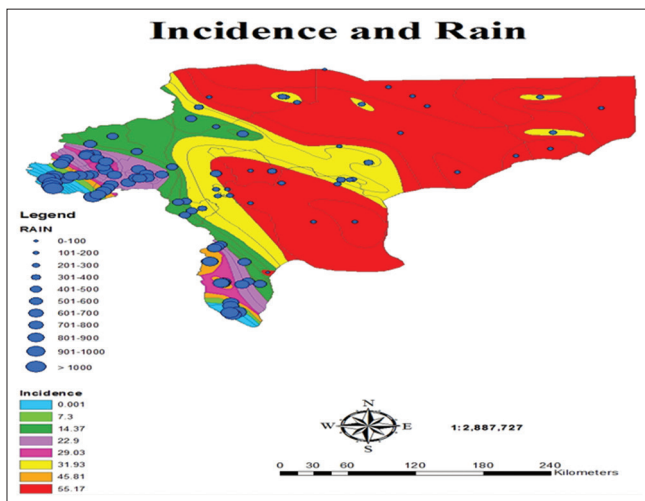 Incidence and Rain
Legend
RAIN
0-100
101-200
201-300
301-400
401-500
501-600
601-700
701-800
801-900
901-1000
> 1000
Incidence
0.001
7.3
14.37
22.9
29.03
31.93
45.81
55.17
N
W E
S
1:2,887,727
0 30 60 120 180 240
Kilometers